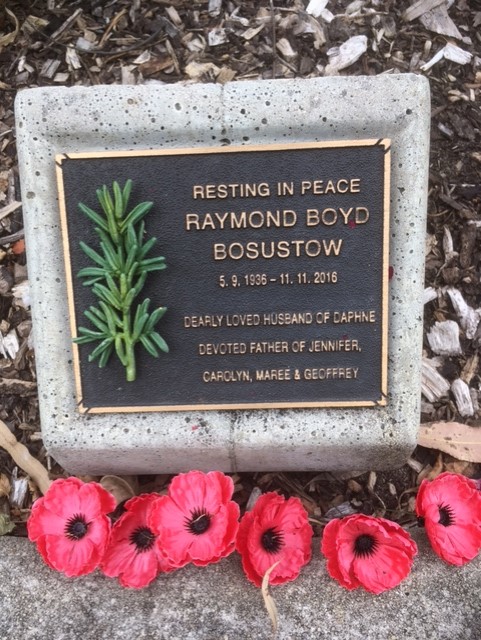 RESTING IN PEACE
RAYMOND BOYD
BOSUSTOW
5. 9. 1936 - 11. 11. 2016
DEARLY LOVED HUSBAND OF DAPHNE
DEVOTED FATHER OF JENNIFER,
CAROLYN, MAREE & GEOFFREY